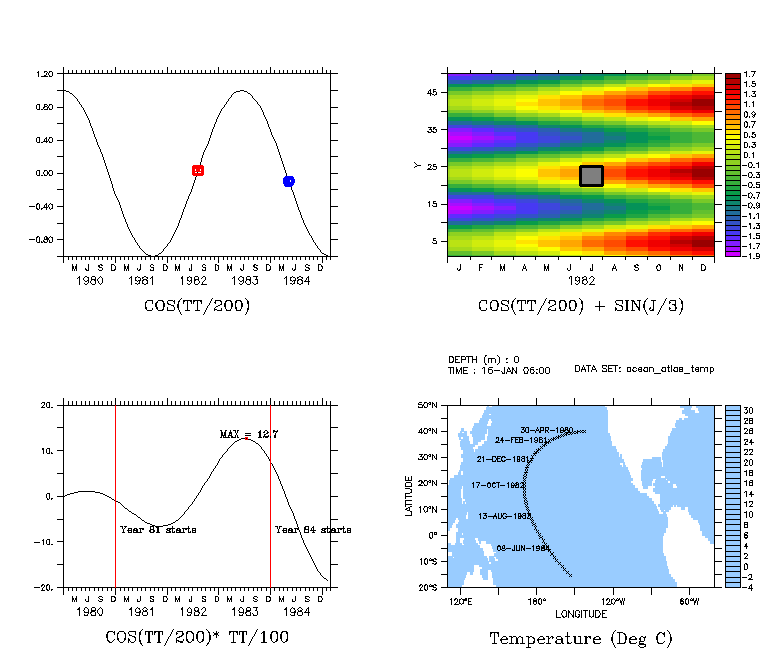 1.20
0.80
0.40
0.00
-0.40
-0.80
M J S D M J S D M J S D M J S D M J S D
1980 1981 1982 1983 1984
COS(TT/200)
45
35
25
15
5
Y
J F M A M J J A S O N D
1982
COS(TT/200) + SIN(J/3)
1.7
1.5
1.3
1.1
0.9
0.7
0.5
0.3
0.1
-0.1
-0.3
-0.5
-0.7
-0.9
-1.1
-1.3
-1.5
-1.7
-1.9
20.
10.
0.
-10.
-20.
MAX = 12.7
Year 81 starts
Year 84 starts
M J S D M J S D M J S D M J S D M J S D
1980 1981 1982 1983 1984
COS(TT/200)* TT/100
DEPTH (m) : 0
TIME : 16-JAN 06:00
DATA SET: ocean_atlas_temp
50°N
40°N
30°N
20°N
10°N
0°
10°S
20°S
LATITUDE
30-APR-1980
24-FEB-1981
21-DEC-1981
17-OCT-1982
13-AUG-1983
08-JUN-1984
120°E 180° 120°W 60°W
LONGITUDE
Temperature (Deg C)
30
28
26
24
22
20
18
16
14
12
10
8
6
4
2
0
-2
-4